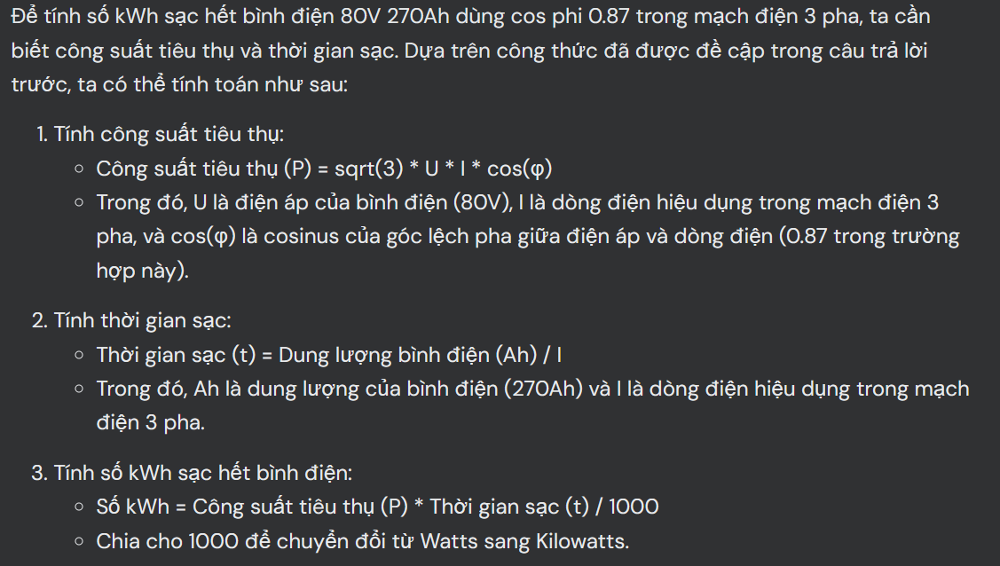 Để tính số kWh sạc hết bình điện 80V 270Ah dùng cos phi 0.87 trong mạch điện 3 pha, ta cần
biết công suất tiêu thụ và thời gian sạc. Dựa trên công thức đã được đề cập trong câu trả lời
trước, ta có thể tính toán như sau:
1. Tính công suất tiêu thụ:
◦ Công suất tiêu thụ (P) = sqrt(3) * U * I * cos(φ)
◦ Trong đó, U là điện áp của bình điện (80V), I là dòng điện hiệu dụng trong mạch điện 3
pha, và cos(φ) là cosinus của góc lệch pha giữa điện áp và dòng điện (0.87 trong trường
hợp này).
2. Tính thời gian sạc:
◦ Thời gian sạc (t) = Dung lượng bình điện (Ah) / I
◦ Trong đó, Ah là dung lượng của bình điện (270Ah) và I là dòng điện hiệu dụng trong mạch
điện 3 pha.
3. Tính số kWh sạc hết bình điện:
◦ Số kWh = Công suất tiêu thụ (P) * Thời gian sạc (t) / 1000
◦ Chia cho 1000 để chuyển đổi từ Watts sang Kilowatts.